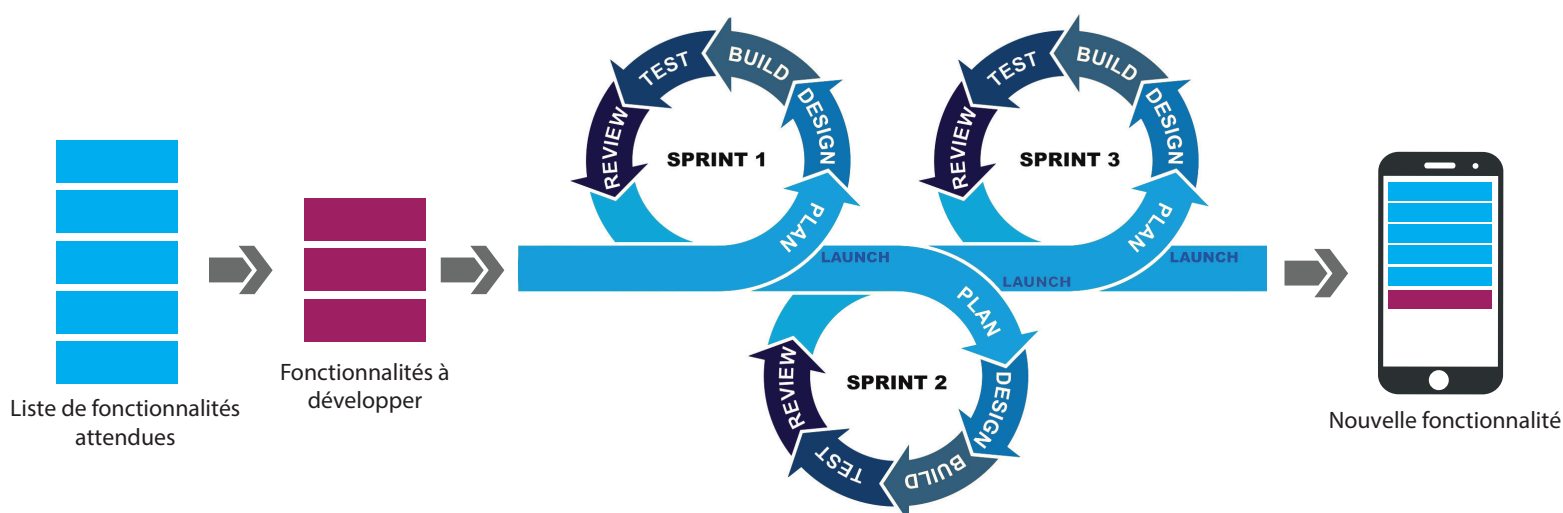 Liste de fonctionnalités
attendues
Fonctionnalités à
développer
SPRINT 1
PLAN
DESIGN
BUILD
TEST
REVIEW
LAUNCH
SPRINT 2
PLAN
DESIGN
BUILD
TEST
REVIEW
LAUNCH
SPRINT 3
PLAN
DESIGN
BUILD
TEST
REVIEW
LAUNCH
Nouvelle fonctionnalité